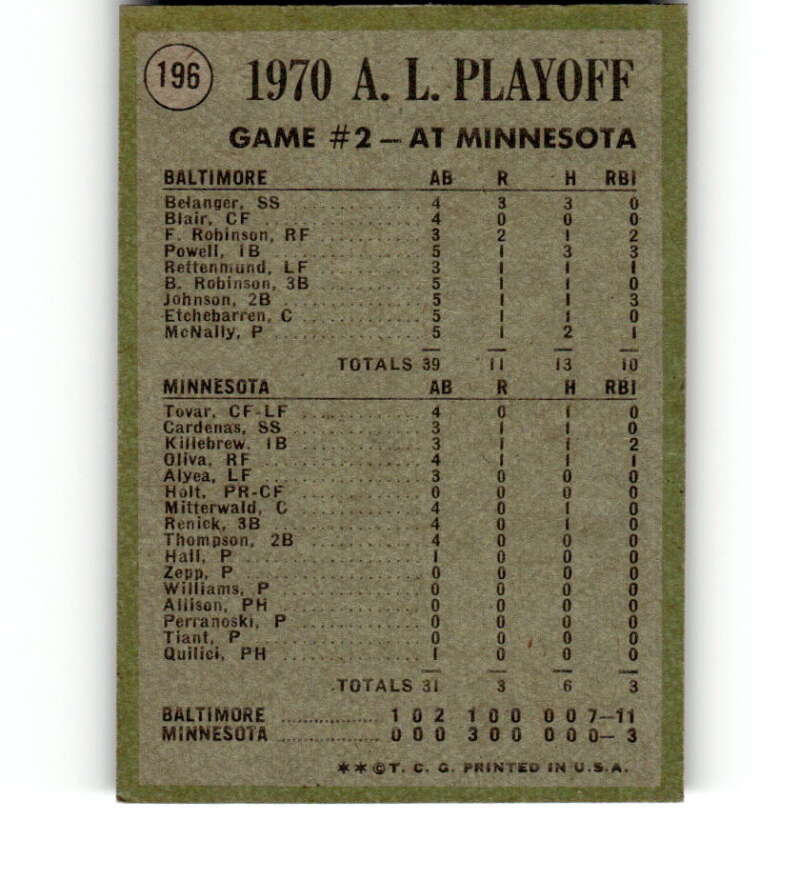 196
1970 A. L. PLAYOFF
GAME #2 — AT MINNESOTA
BALTIMORE AB R H RBI
Belanger, SS 4 3 3 0
Blair, CF 4 0 0 0
F. Robinson, RF 3 2 1 2
Powell, 1B 5 1 3 3
Rettenmund, LF 3 1 1 1
B. Robinson, 3B 5 1 1 0
Johnson, 2B 5 1 1 3
Etchebarren, C 5 1 1 0
McNally, P 5 1 2 1
TOTALS 39 11 13 10
MINNESOTA AB R H RBI
Tovar, CF-LF 4 0 1 0
Cardenas, SS 3 1 1 0
Killebrew, 1B 3 1 1 2
Oliva, RF 4 1 1 1
Alyea, LF 3 0 0 0
Holt, PR-CF 0 0 0 0
Mitterwald, C 4 0 1 0
Renick, 3B 4 0 1 0
Thompson, 2B 4 0 0 0
Hall, P 1 0 0 0
Zepp, P 0 0 0 0
Williams, P 0 0 0 0
Allison, PH 0 0 0 0
Perranoski, P 0 0 0 0
Tiant, P 0 0 0 0
Quilici, PH 1 0 0 0
TOTALS 31 3 6 3
BALTIMORE 1 0 2 1 0 0 0 0 7—11
MINNESOTA 0 0 0 3 0 0 0 0 0— 3
**©T. C. G. PRINTED IN U.S.A.